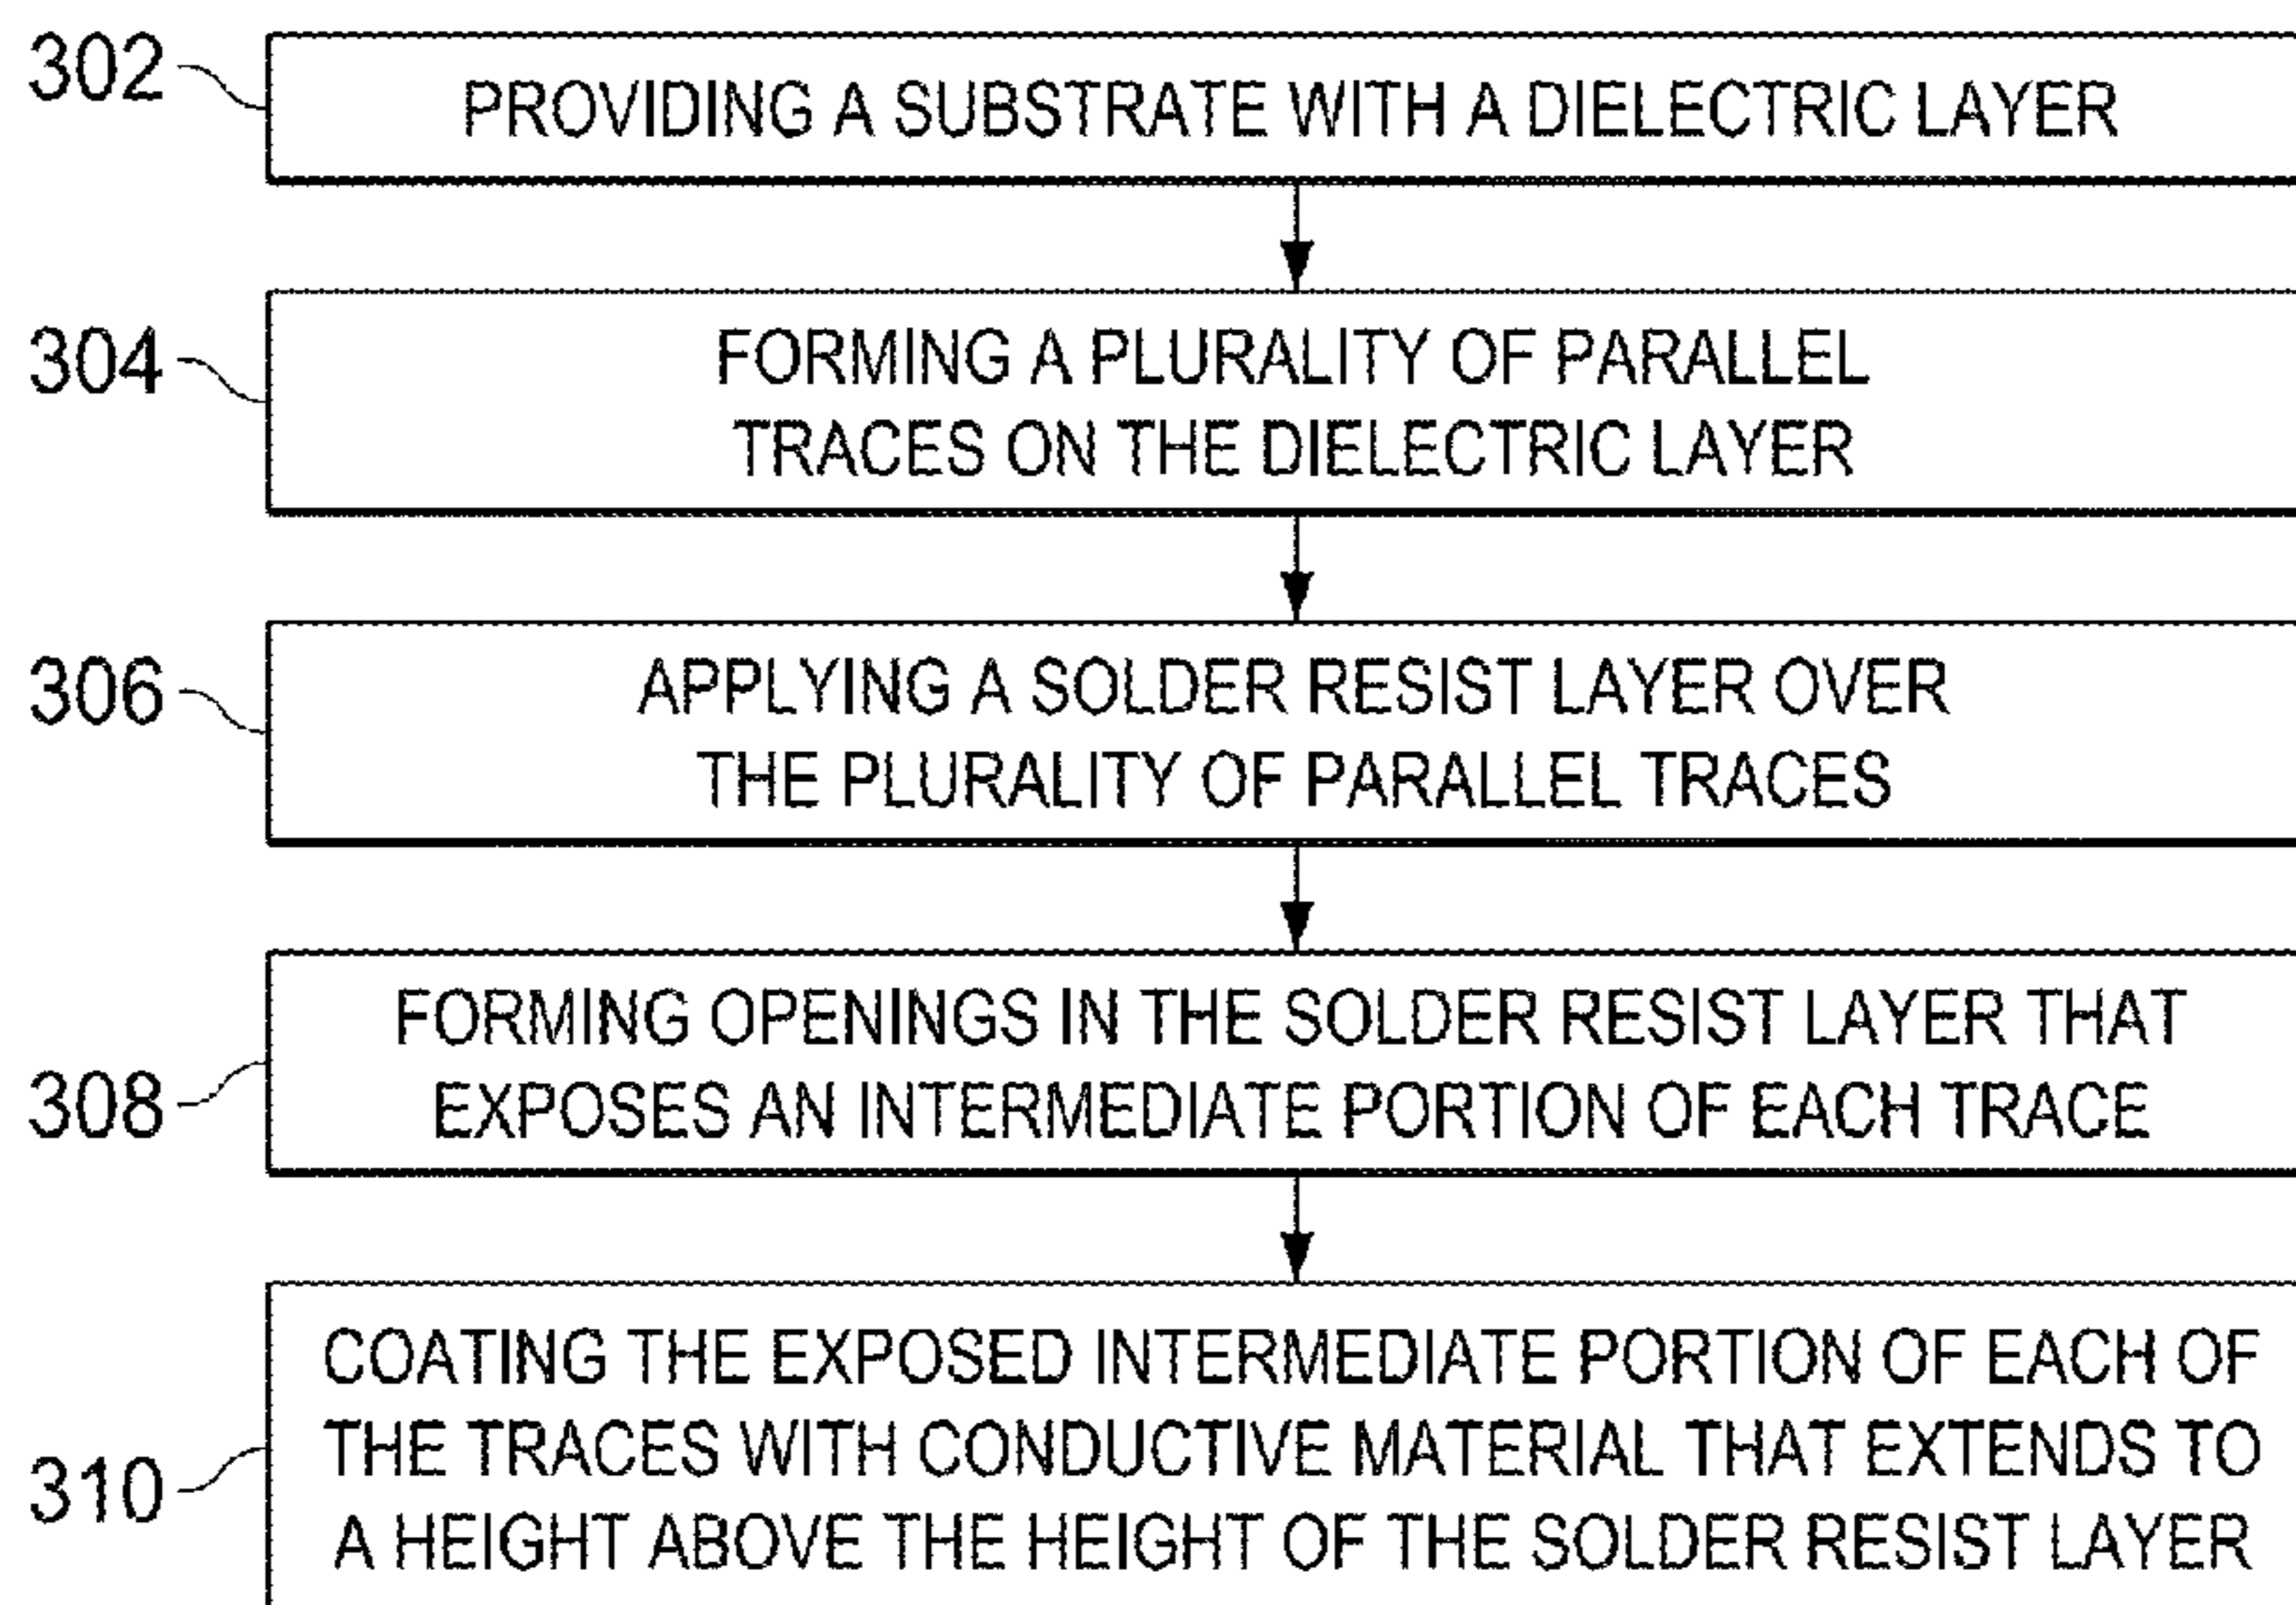 302
PROVIDING A SUBSTRATE WITH A DIELECTRIC LAYER
304
FORMING A PLURALITY OF PARALLEL
TRACES ON THE DIELECTRIC LAYER
306
APPLYING A SOLDER RESIST LAYER OVER
THE PLURALITY OF PARALLEL TRACES
308
FORMING OPENINGS IN THE SOLDER RESIST LAYER THAT
EXPOSES AN INTERMEDIATE PORTION OF EACH TRACE
310
COATING THE EXPOSED INTERMEDIATE PORTION OF EACH OF
THE TRACES WITH CONDUCTIVE MATERIAL THAT EXTENDS TO
A HEIGHT ABOVE THE HEIGHT OF THE SOLDER RESIST LAYER